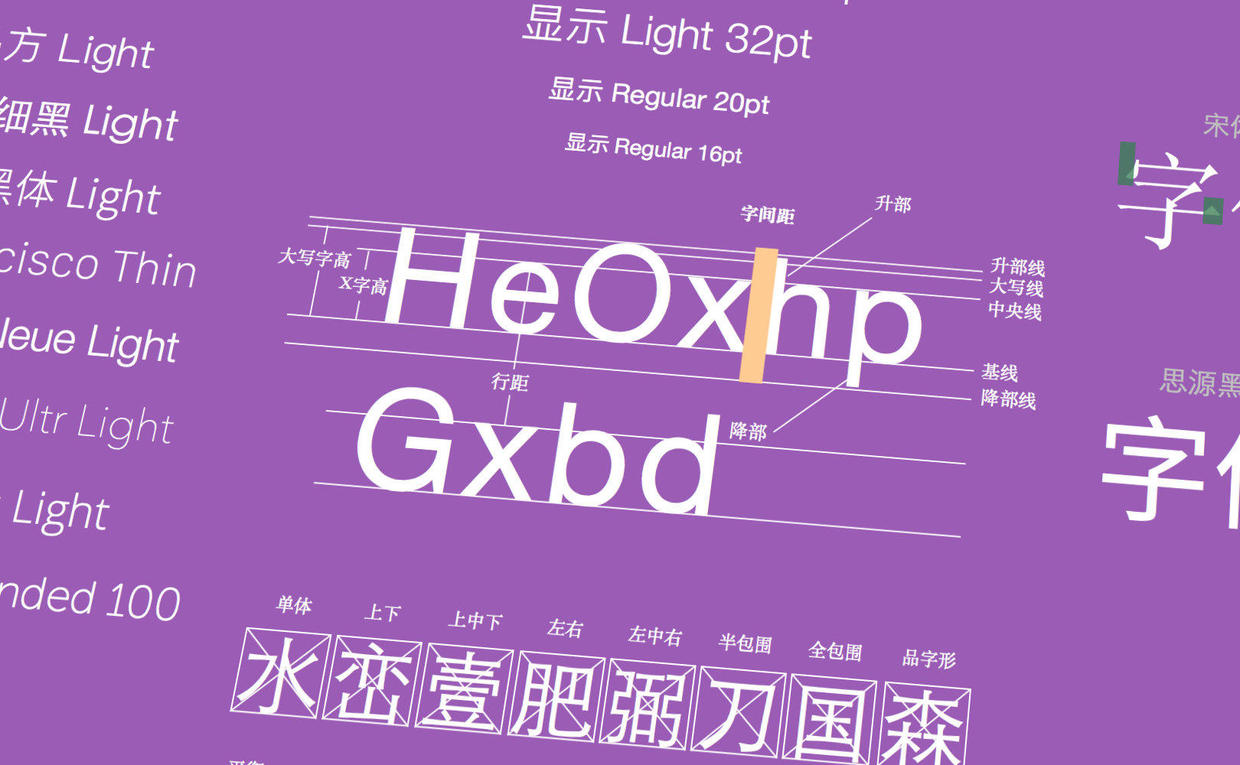 方 Light
细黑 Light
黑体 Light
cisco Thin
leue Light
Ultr Light
Light
nded 100
显示 Light 32pt
显示 Regular 20pt
显示 Regular 16pt
字间距
升部
大写字高
X字高
HeOxhp
升部线
大写线
中央线
基线
降部线
行距
降部
Gxbd
单体
上下
上中下
左右
左中右
半包围
全包围
品字形
水
峦
壹
肥
弼
刀
国
森
宋体
字
思源黑
字